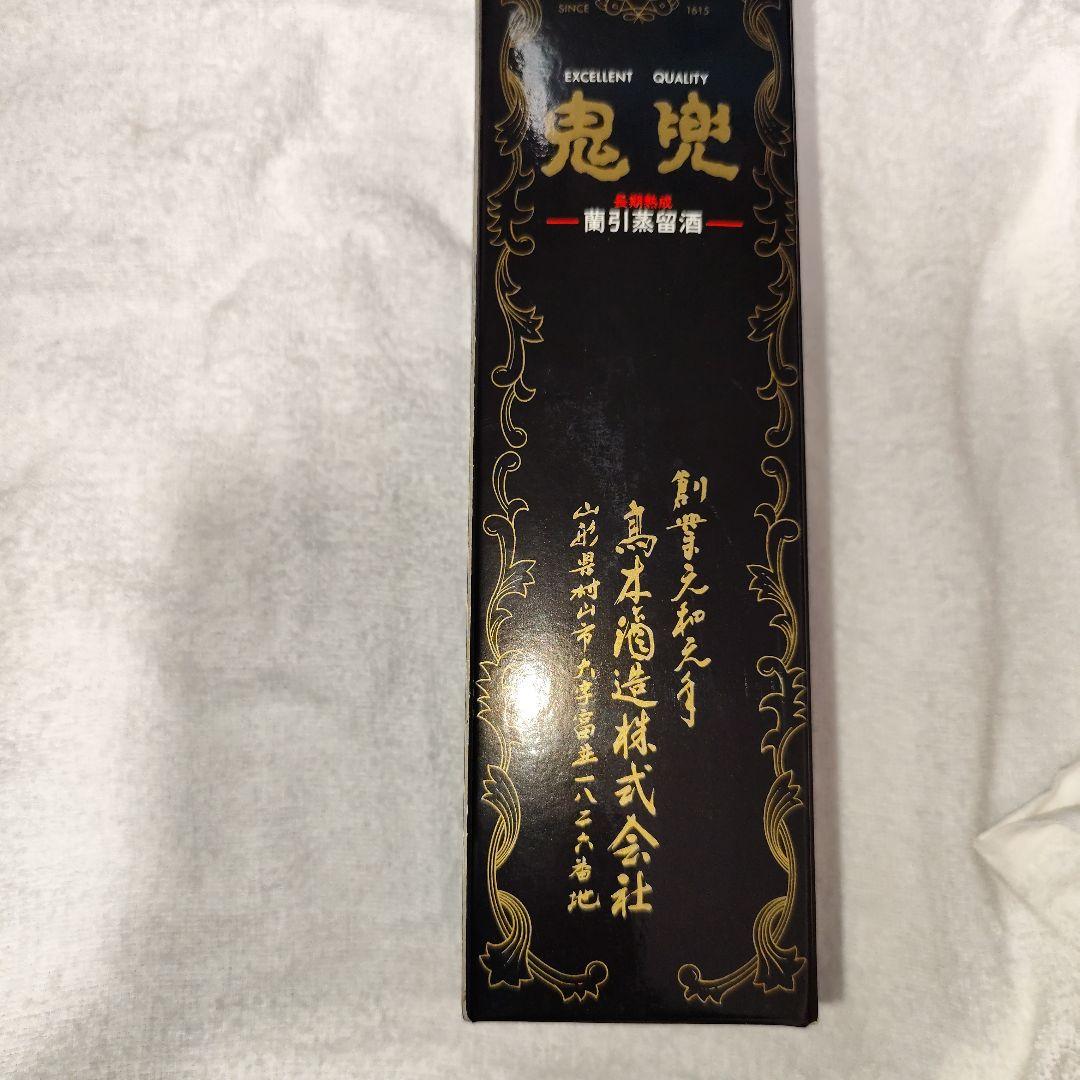 SINCE 1615
EXCELLENT QUALITY
鬼兜
長期熟成
蘭引蒸留酒
創業元和元年
高木酒造株式会社
山形県村山市大字富並一八二六番地